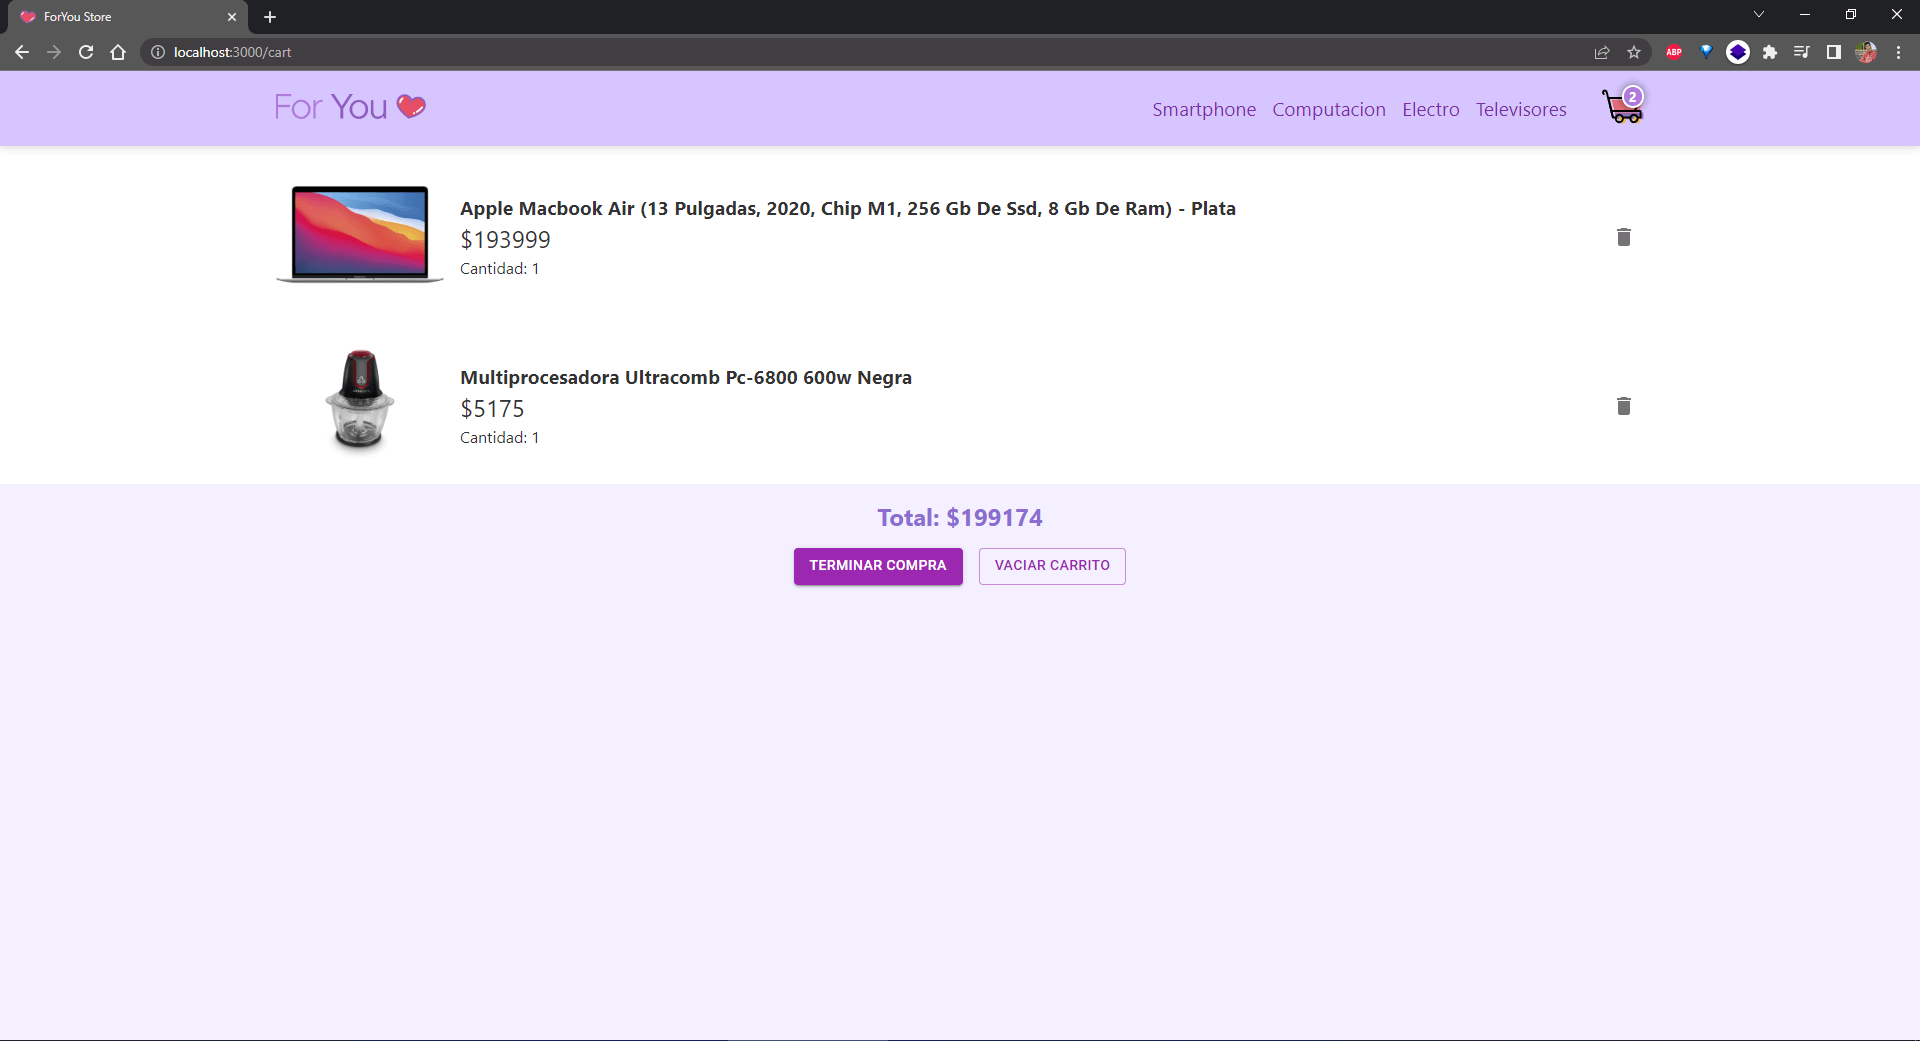 ForYou Store
localhost:3000/cart
ABP
For You
Smartphone Computacion Electro Televisores
2
Apple Macbook Air (13 Pulgadas, 2020, Chip M1, 256 Gb De Ssd, 8 Gb De Ram) - Plata
$193999
Cantidad: 1
Multiprocesadora Ultracomb Pc-6800 600w Negra
$5175
Cantidad: 1
Total: $199174
TERMINAR COMPRA VACIAR CARRITO